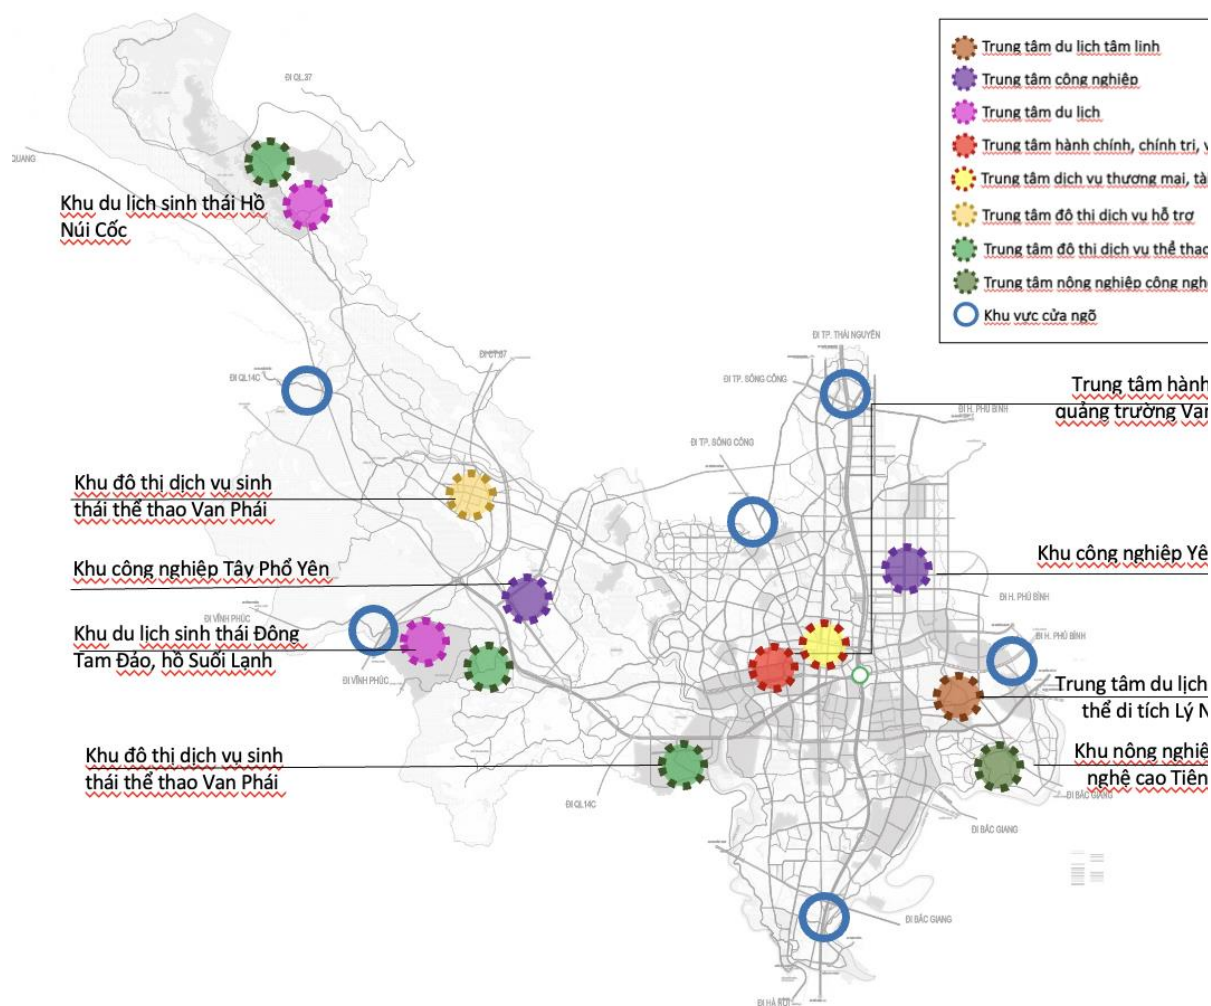 Trung tâm du lịch tâm linh
Trung tâm công nghiệp
Trung tâm du lịch
Trung tâm hành chính, chính trị, v
Trung tâm dịch vụ thương mại, tài
Trung tâm đô thị dịch vụ hỗ trợ
Trung tâm đô thị dịch vụ thể thao
Trung tâm nông nghiệp công nghệ
Khu vực cửa ngõ
ĐI QL.37
QUANG
Khu du lịch sinh thái Hồ
Núi Cốc
ĐI TP. THÁI NGUYÊN
ĐI CT.07
ĐI QL14C
ĐI TP. SÔNG CÔNG
Trung tâm hành
quảng trường Van
ĐI H. PHÚ BÌNH
ĐI TP. SÔNG CÔNG
Khu đô thị dịch vụ sinh
thái thể thao Vạn Phái
Khu công nghiệp Yê
Khu công nghiệp Tây Phổ Yên
ĐI H. PHÚ BÌNH
ĐI VĨNH PHÚC
Khu du lịch sinh thái Đông
Tam Đảo, hồ Suối Lạnh
ĐI H. PHÚ BÌNH
ĐI VĨNH PHÚC
Trung tâm du lịch
thể di tích Lý N
Khu đô thị dịch vụ sinh
thái thể thao Vạn Phái
Khu nông nghiệ
nghệ cao Tiên
ĐI BẮC GIANG
ĐI QL14C
ĐI BẮC GIANG
ĐI BẮC GIANG
ĐI HÀ NỘI